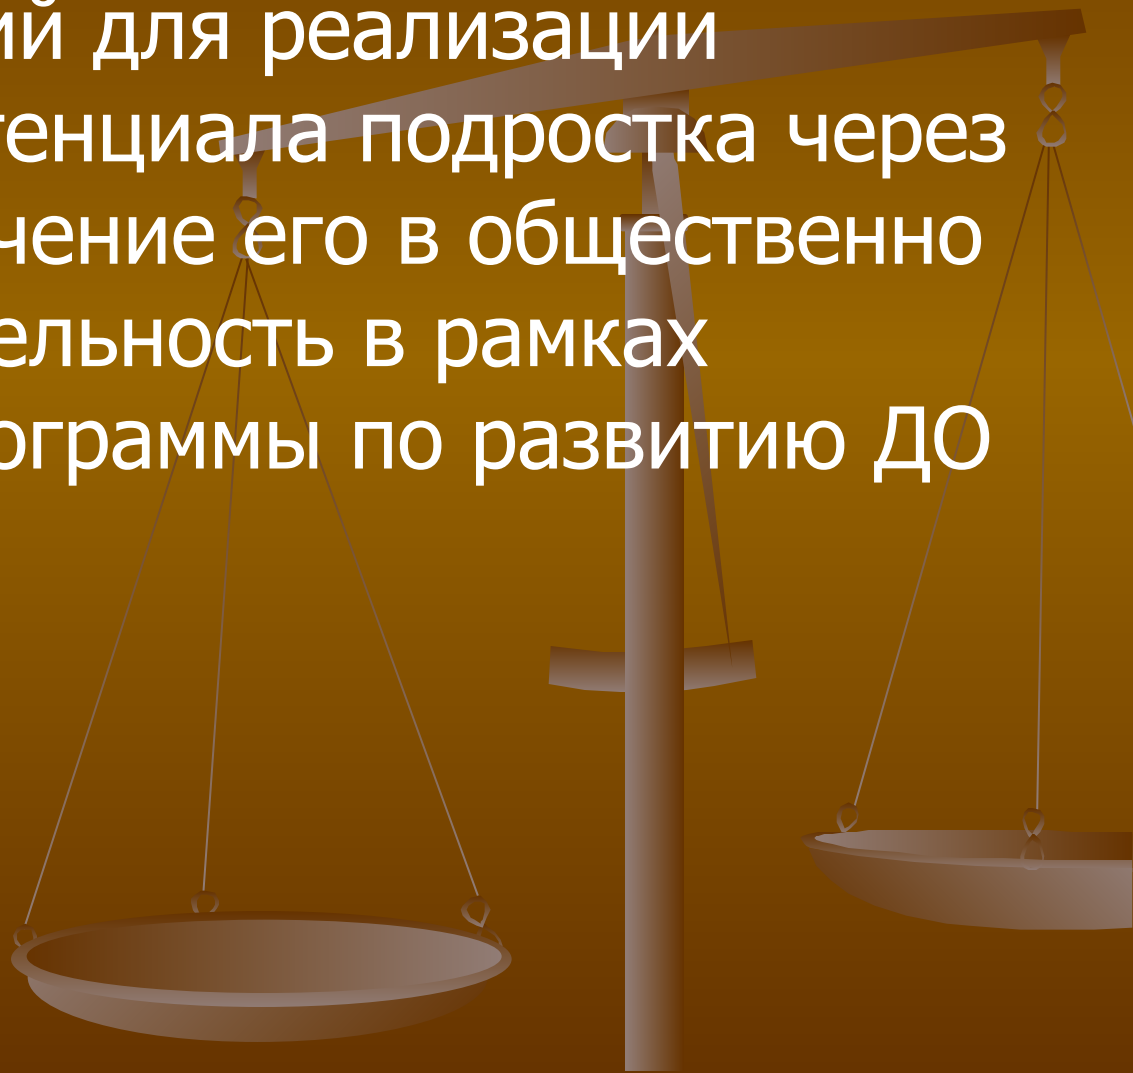 ий для реализации
тенциала подростка через
чение его в общественно
ельность в рамках
ограммы по развитию ДО